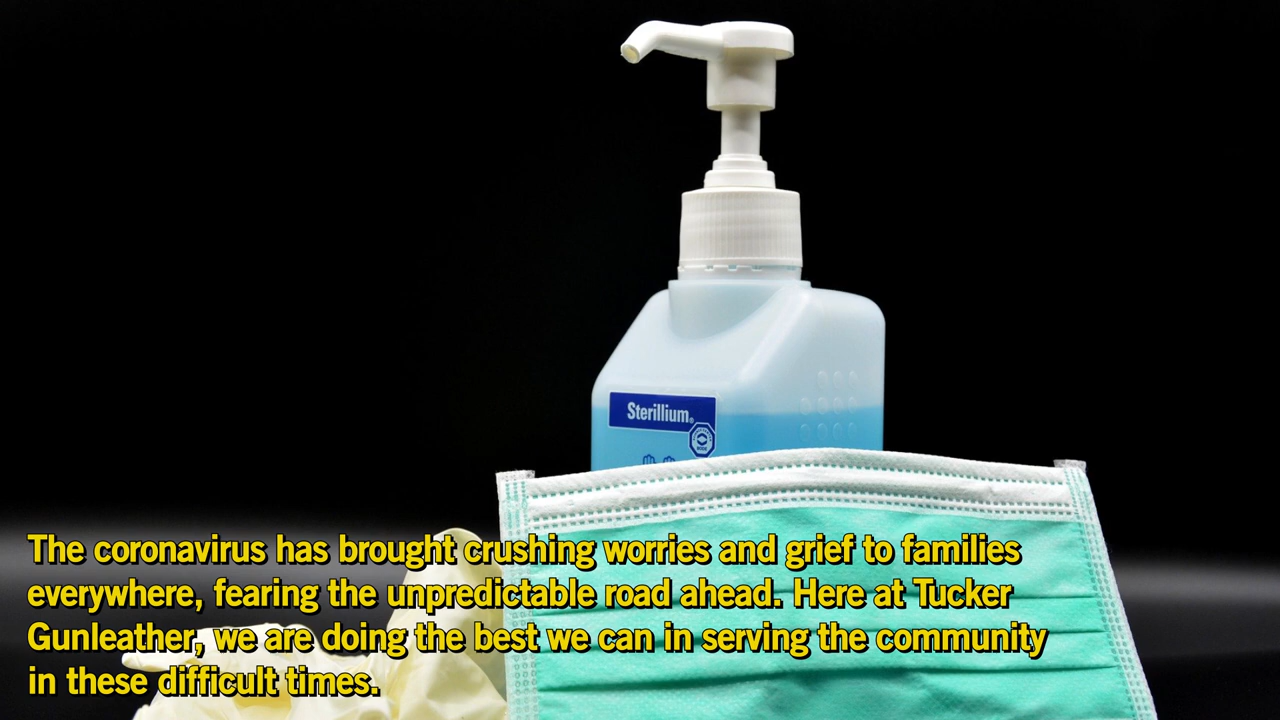 Sterillium®
The coronavirus has brought crushing worries and grief to families
everywhere, fearing the unpredictable road ahead. Here at Tucker
Gunleather, we are doing the best we can in serving the community
in these difficult times.